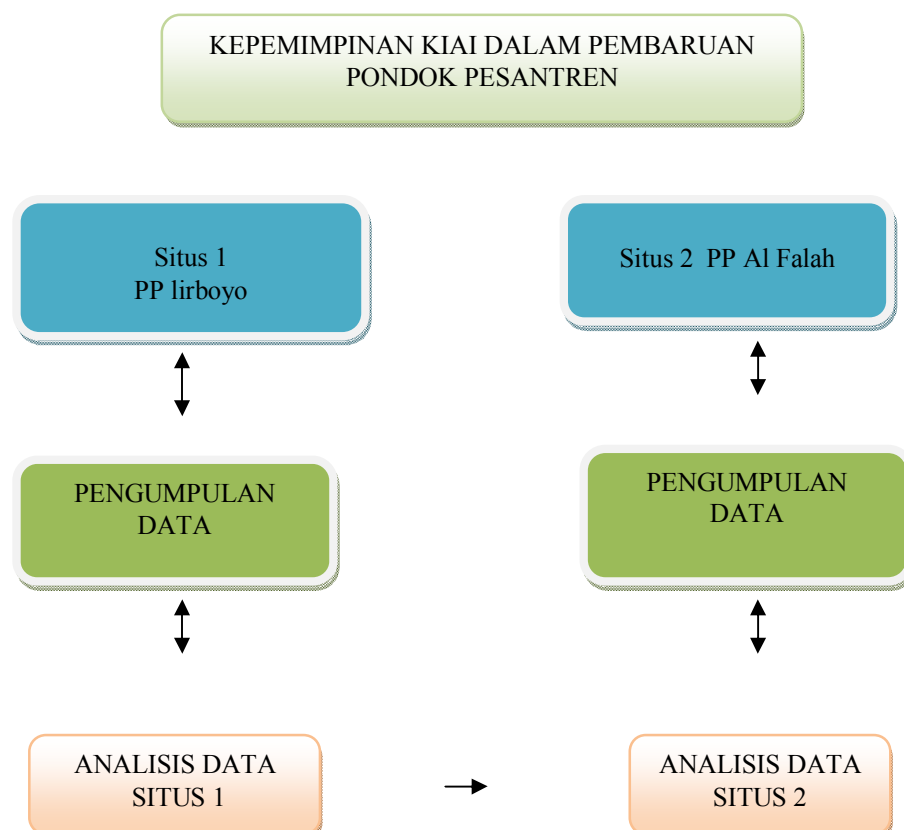 KEPEMIMPINAN KIAI DALAM PEMBARUAN
PONDOK PESANTREN
Situs 1
PP lirboyo
Situs 2 PP Al Falah
PENGUMPULAN
DATA
PENGUMPULAN
DATA
ANALISIS DATA
SITUS 1
ANALISIS DATA
SITUS 2